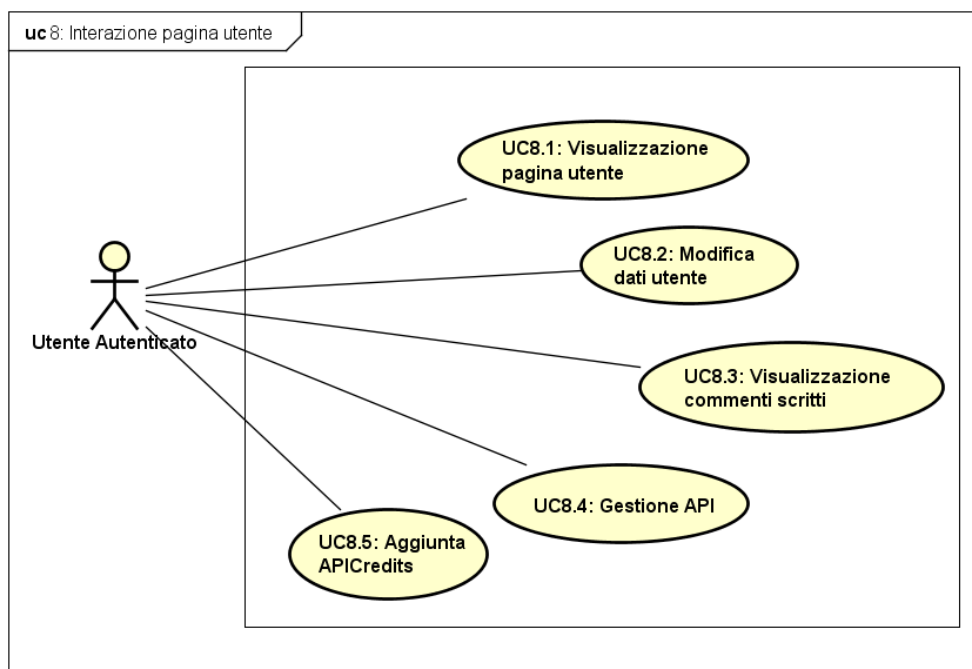 uc 8: Interazione pagina utente
UC8.1: Visualizzazione
pagina utente
UC8.2: Modifica
dati utente
Utente Autenticato
UC8.3: Visualizzazione
commenti scritti
UC8.4: Gestione API
UC8.5: Aggiunta
APICredits